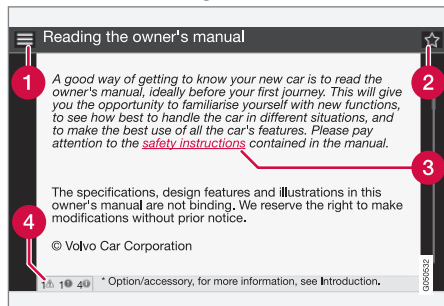 Reading the owner's manual
1
2
A good way of getting to know your new car is to read the
owner's manual, ideally before your first journey. This will give
you the opportunity to familiarise yourself with new functions,
to see how best to handle the car in different situations, and
to make the best use of all the car's features. Please pay
attention to the safety instructions contained in the manual.
3
The specifications, design features and illustrations in this
owner's manual are not binding. We reserve the right to make
modifications without prior notice.
4
© Volvo Car Corporation
1 1 4 * Option/accessory, for more information, see Introduction.
G050532